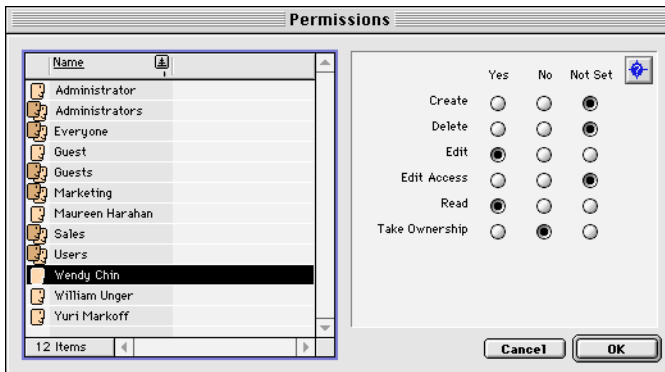 Permissions
Name
Administrator
Administrators
Everyone
Guest
Guests
Marketing
Maureen Harahan
Sales
Users
Wendy Chin
William Unger
Yuri Markoff
12 Items
Yes No Not Set
Create
Delete
Edit
Edit Access
Read
Take Ownership
Cancel OK